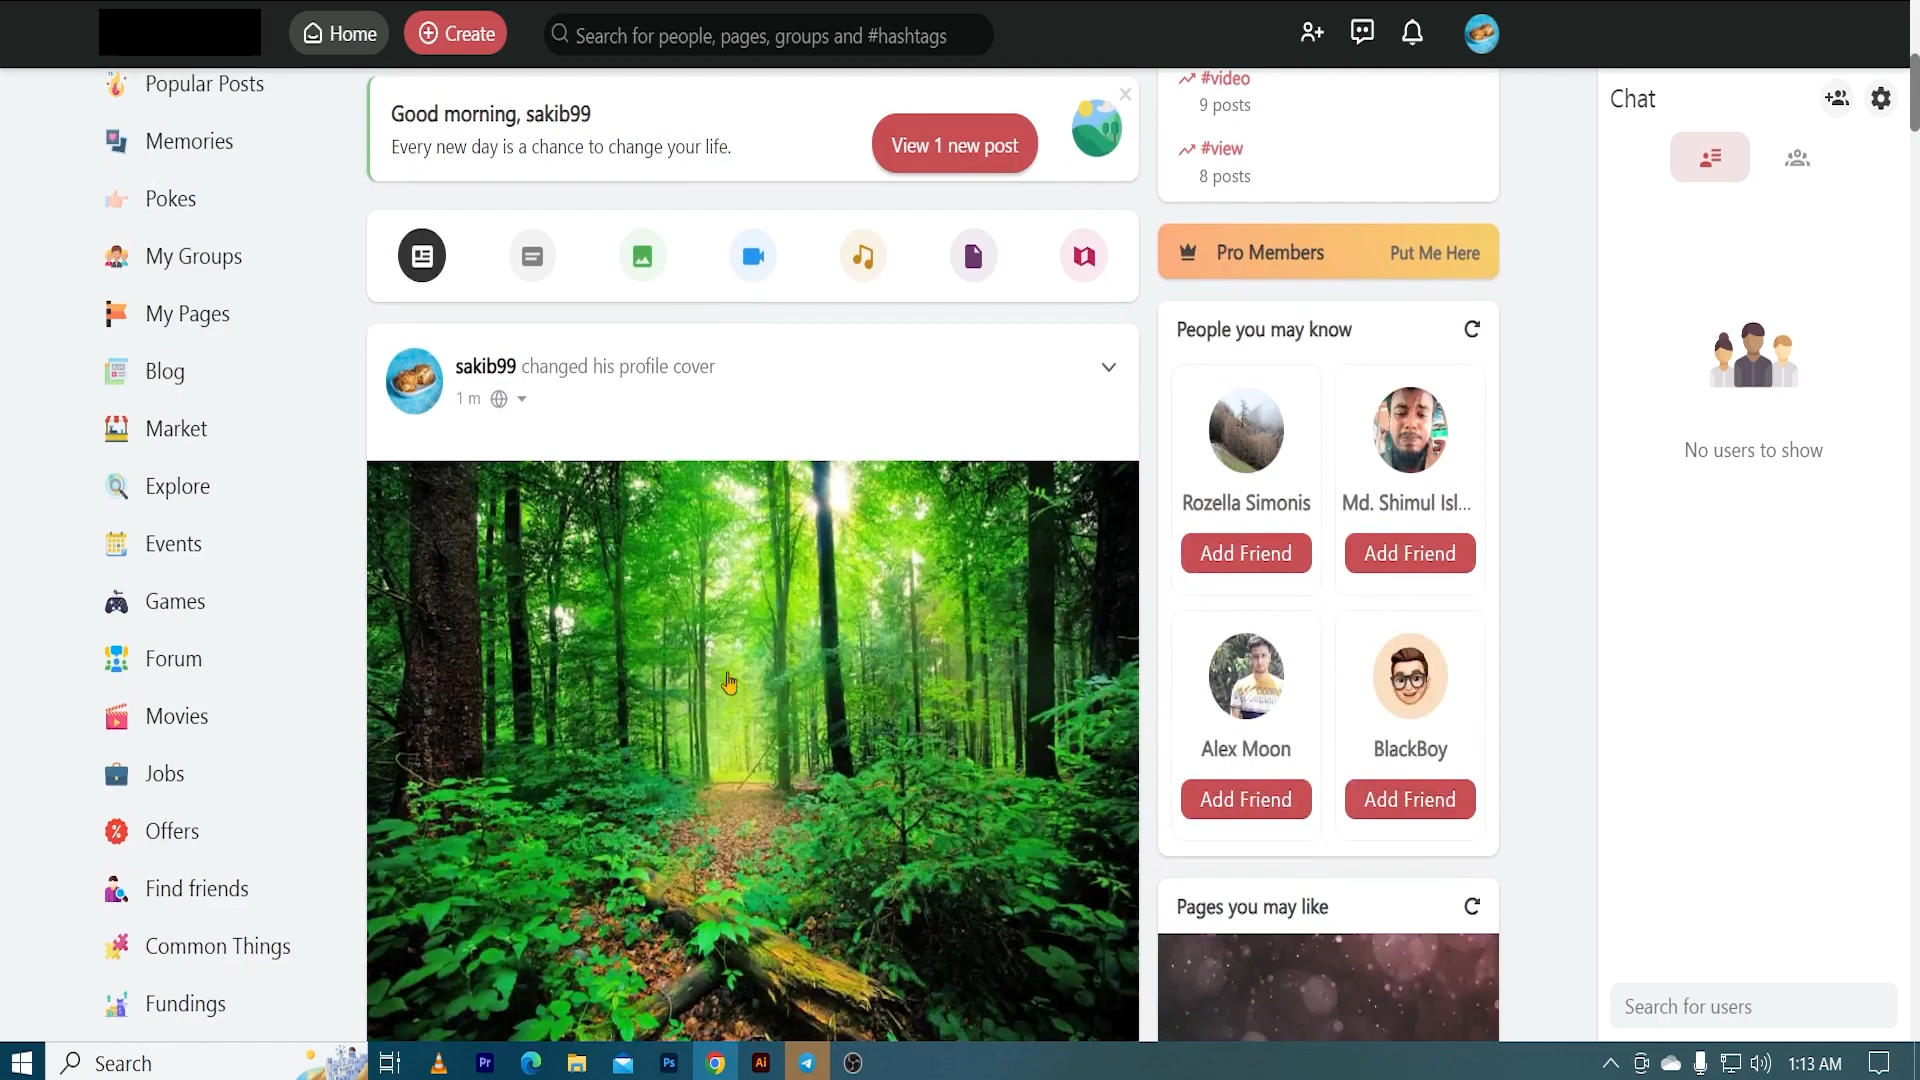 Home
Create
Search for people, pages, groups and #hashtags
Popular Posts
Memories
Pokes
My Groups
My Pages
Blog
Market
Explore
Events
Games
Forum
Movies
Jobs
Offers
Find friends
Common Things
Fundings
Good morning, sakib99
Every new day is a chance to change your life.
View 1 new post
sakib99 changed his profile cover
1 m
#video
9 posts
#view
8 posts
Pro Members
Put Me Here
People you may know
Rozella Simonis
Add Friend
Md. Shimul Isl...
Add Friend
Alex Moon
Add Friend
BlackBoy
Add Friend
Pages you may like
Chat
No users to show
Search for users
Search
Pr
Ps
Ai
1:13 AM